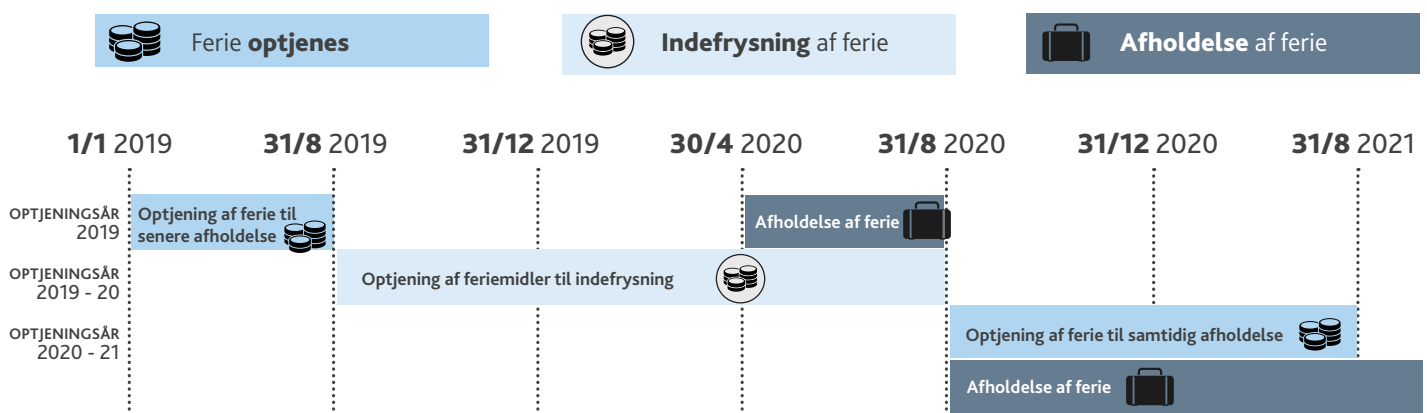 Ferie optjenes
Indefrysning af ferie
Afholdelse af ferie
1/1 2019
31/8 2019
31/12 2019
30/4 2020
31/8 2020
31/12 2020
31/8 2021
OPTJENINGSÅR
2019
Optjening af ferie til
senere afholdelse
Afholdelse af ferie
OPTJENINGSÅR
2019 - 20
Optjening af feriemidler til indefrysning
OPTJENINGSÅR
2020 - 21
Optjening af ferie til samtidig afholdelse
Afholdelse af ferie